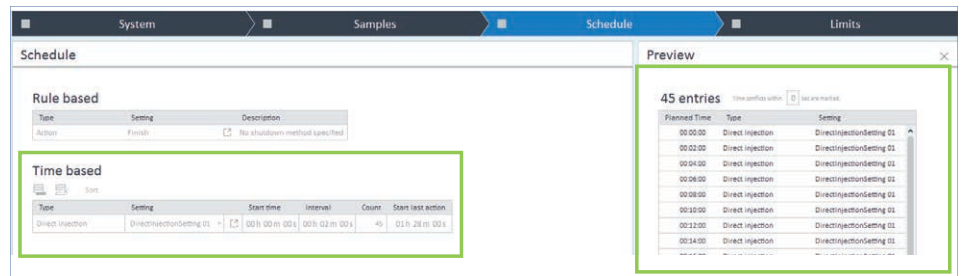 System
Samples
Schedule
Limits
Schedule
Preview
Rule based
Type Setting Description
Action Finish No shutdown method specified
Time based
Sort
Type Setting Start time Interval Count Start last action
Direct injection DirectInjectionSetting 01 00 h 00 m 00 s 00 h 02 m 00 s 45 01 h 28 m 00 s
45 entries Time conflicts within 0 sec are marked.
Planned Time Type Setting
00:00:00 Direct injection DirectInjectionSetting 01
00:02:00 Direct injection DirectInjectionSetting 01
00:04:00 Direct injection DirectInjectionSetting 01
00:06:00 Direct injection DirectInjectionSetting 01
00:08:00 Direct injection DirectInjectionSetting 01
00:10:00 Direct injection DirectInjectionSetting 01
00:12:00 Direct injection DirectInjectionSetting 01
00:14:00 Direct injection DirectInjectionSetting 01